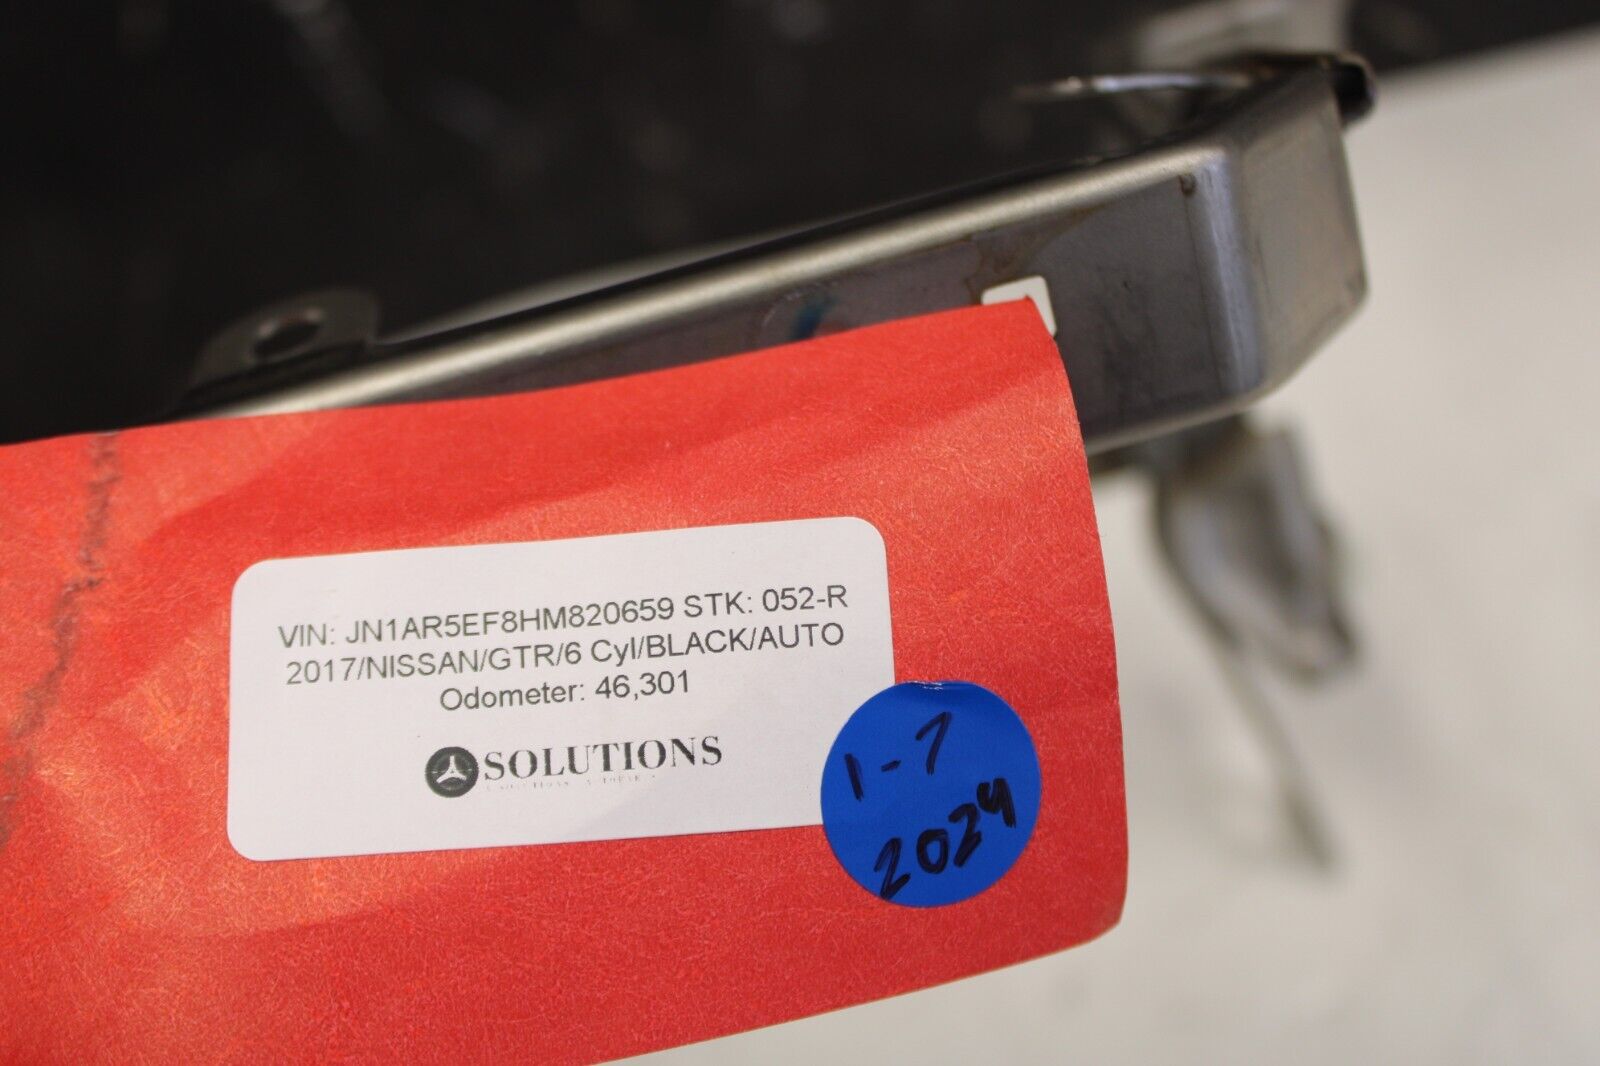 VIN: JN1AR5EF8HM820659 STK: 052-R
2017/NISSAN/GTR/6 Cyl/BLACK/AUTO
Odometer: 46,301
SOLUTIONS
1-7
2024